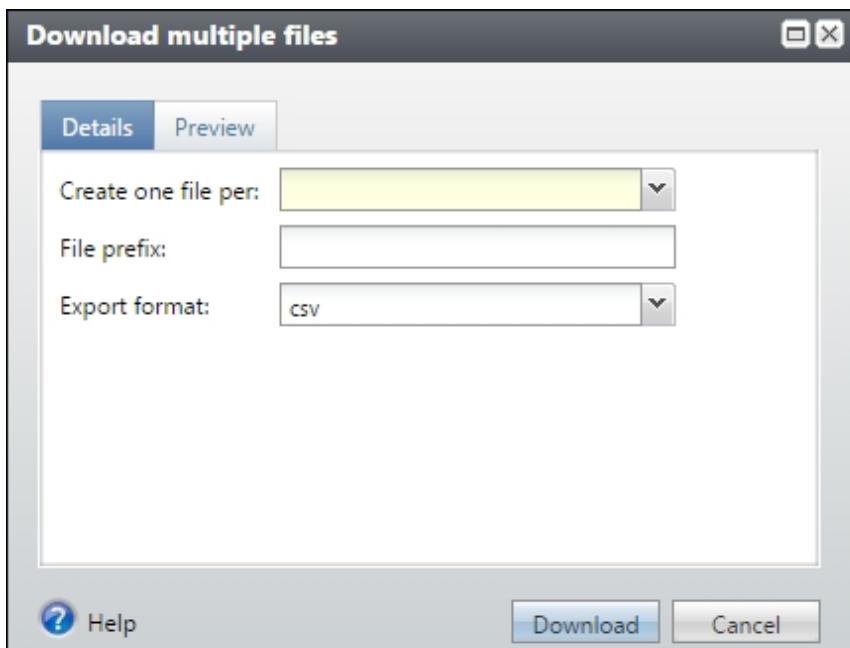 Download multiple files
Details Preview
Create one file per:
File prefix:
Export format: csv
? Help Download Cancel